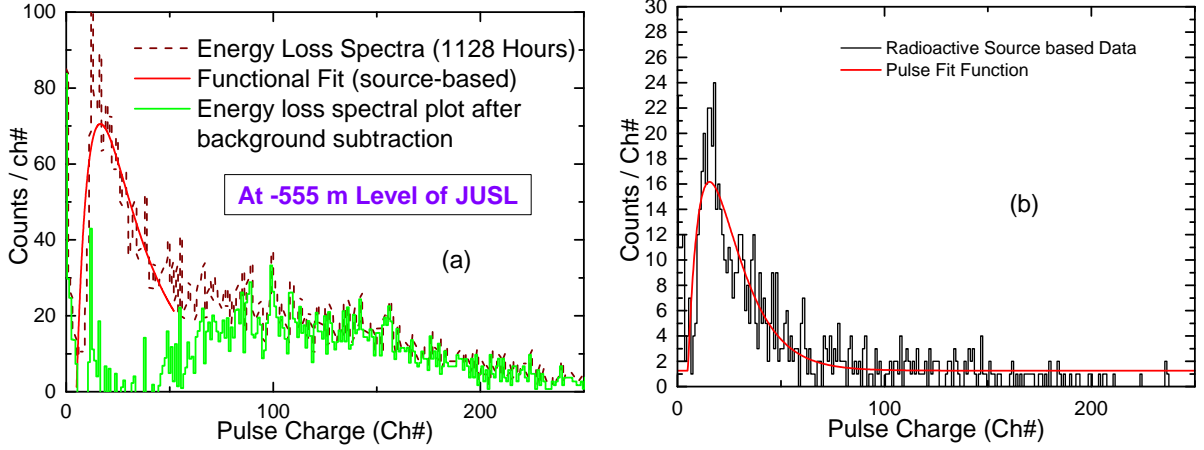 100
80
60
40
20
0
Counts / ch#
Energy Loss Spectra (1128 Hours)
Functional Fit (source-based)
Energy loss spectral plot after
background subtraction
At -555 m Level of JUSL
(a)
0
100
200
Pulse Charge (Ch#)
30
28
26
24
22
20
18
16
14
12
10
8
6
4
2
0
Counts / Ch#
Radioactive Source based Data
Pulse Fit Function
(b)
0
100
200
Pulse Charge (Ch#)